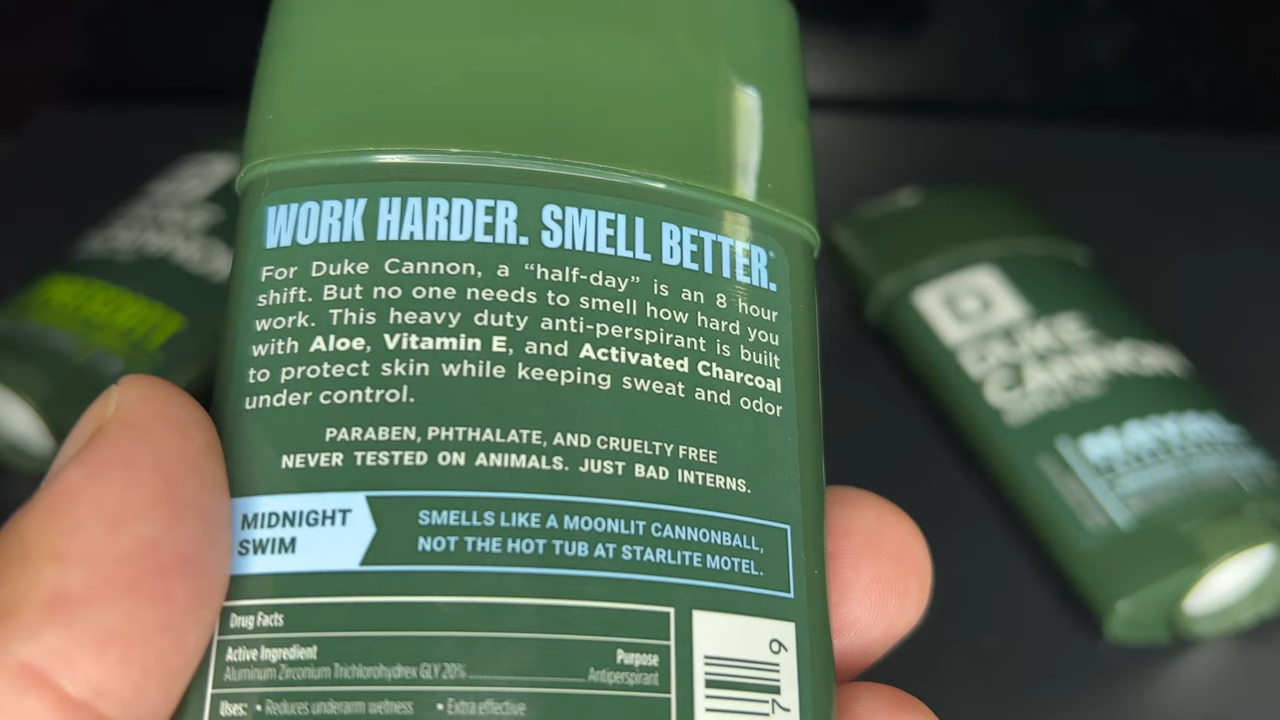 WORK HARDER. SMELL BETTER.®
For Duke Cannon, a “half-day” is an 8 hour
shift. But no one needs to smell how hard you
work. This heavy duty anti-perspirant is built
with Aloe, Vitamin E, and Activated Charcoal
to protect skin while keeping sweat and odor
under control.
PARABEN, PHTHALATE, AND CRUELTY FREE
NEVER TESTED ON ANIMALS. JUST BAD INTERNS.
MIDNIGHT
SWIM
SMELLS LIKE A MOONLIT CANNONBALL,
NOT THE HOT TUB AT STARLITE MOTEL.
Drug Facts
Active Ingredient Purpose
Aluminum Zirconium Trichlorohydrex GLY 20% Antiperspirant
Uses: • Reduces underarm wetness • Extra effective
6
7
D
DUKE
CANNON
NAVAL
CANNON